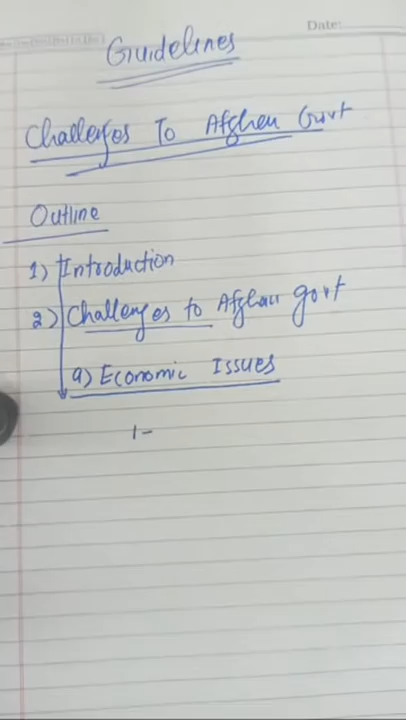 Date:
Guidelines
Challenges To Afghan Govt
Outline
1) Introduction
2) Challenges to Afghan govt
a) Economic Issues
1-